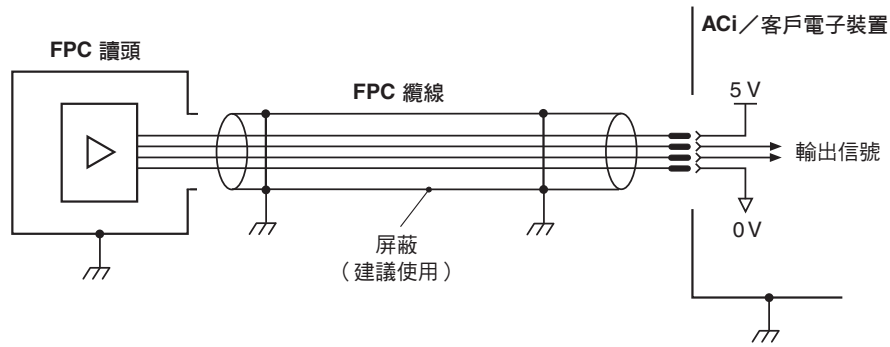 ACi／客戶電子裝置
FPC 讀頭
FPC 纜線
5 V
輸出信號
0 V
屏蔽
（建議使用）